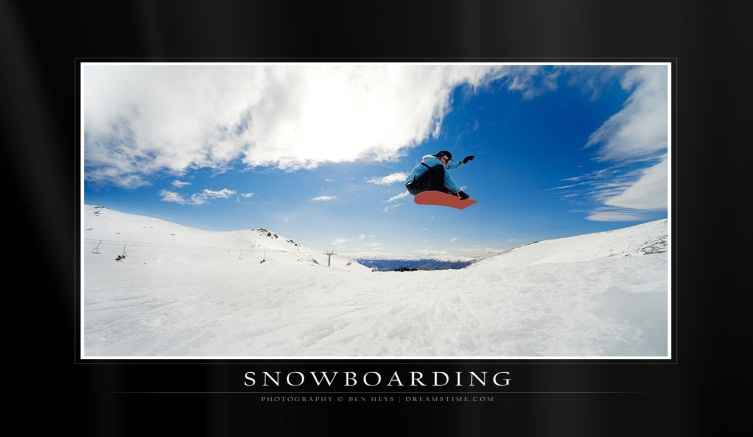 SNOWBOARDING
PHOTOGRAPHY © BEN HEYS | DREAMSTIME.COM